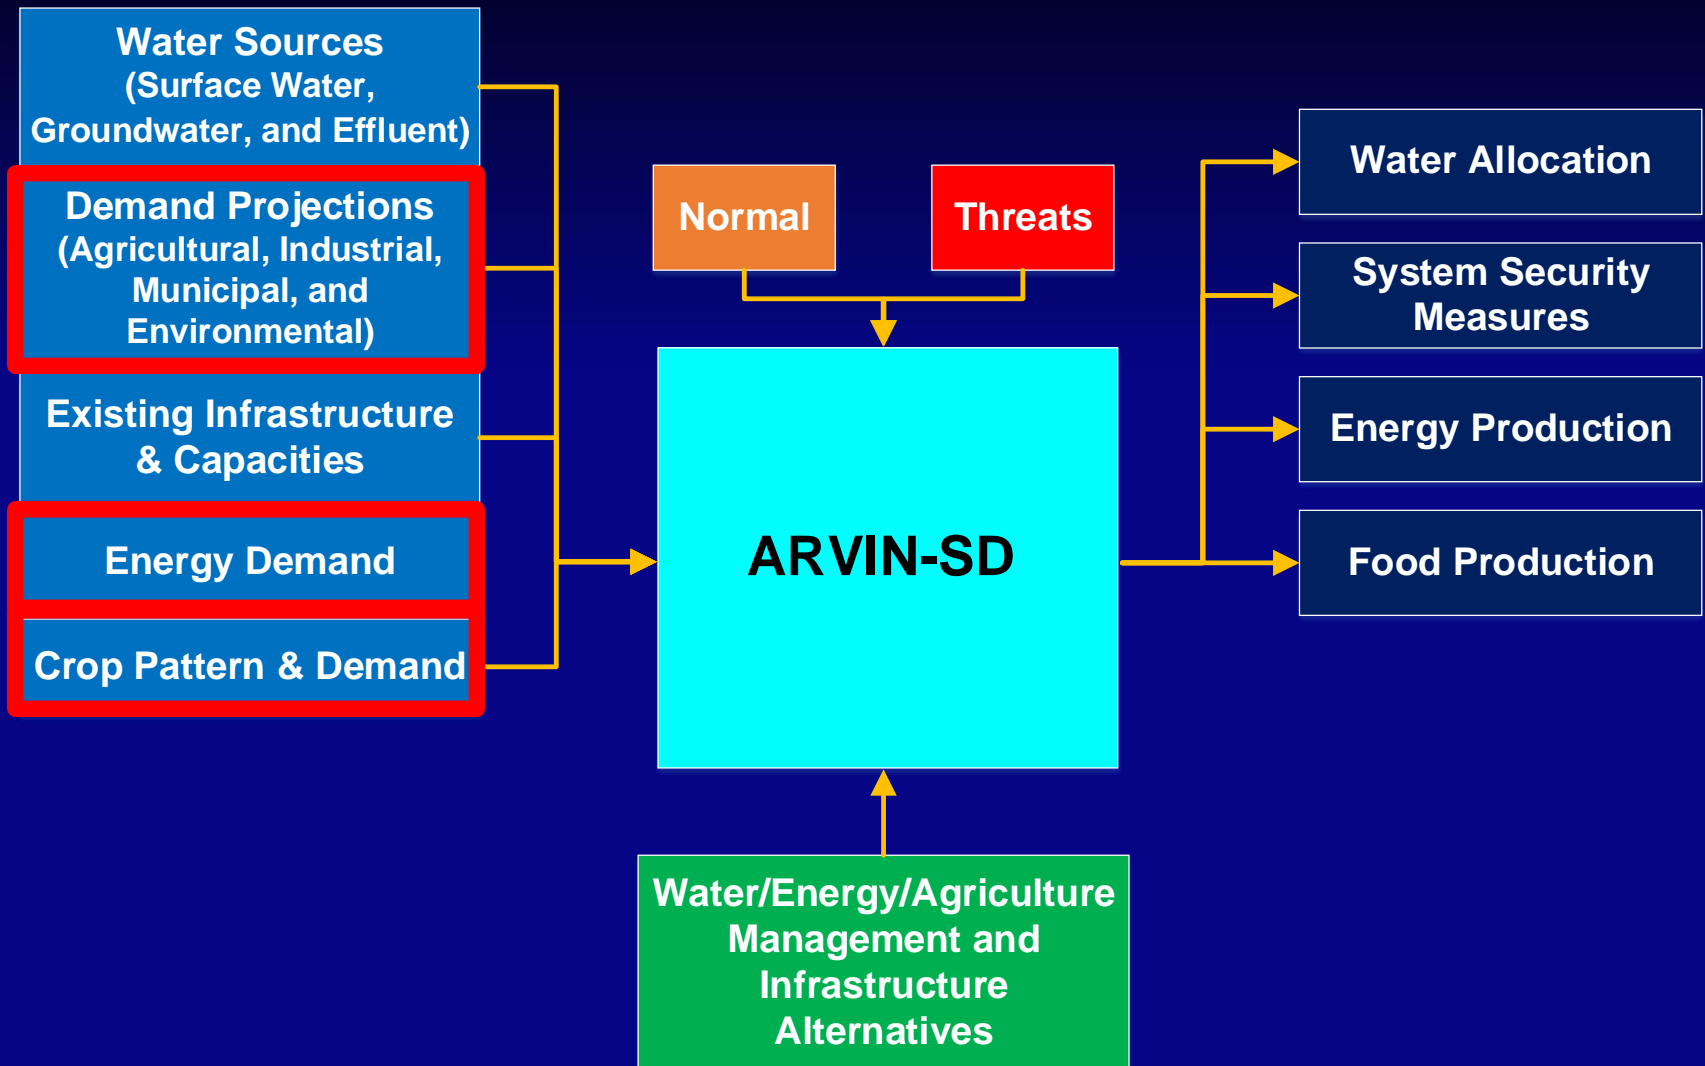 Water Sources
(Surface Water,
Groundwater, and Effluent)
Demand Projections
(Agricultural, Industrial,
Municipal, and
Environmental)
Existing Infrastructure
& Capacities
Energy Demand
Crop Pattern & Demand
Normal
Threats
ARVIN-SD
Water/Energy/Agriculture
Management and
Infrastructure
Alternatives
Water Allocation
System Security
Measures
Energy Production
Food Production